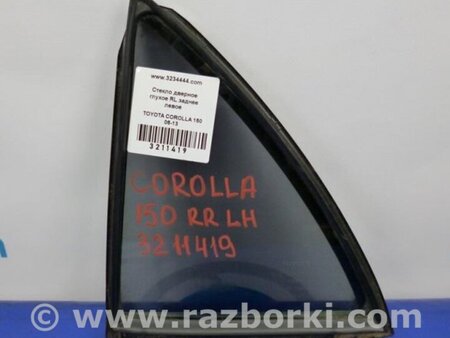 www.3234444.com
Стекло дверное
глухое RL заднее
левое
TOYOTA COROLLA 150
06-13
3211419
COROLLA
150 RR LH
3211419
© www.razborki.com